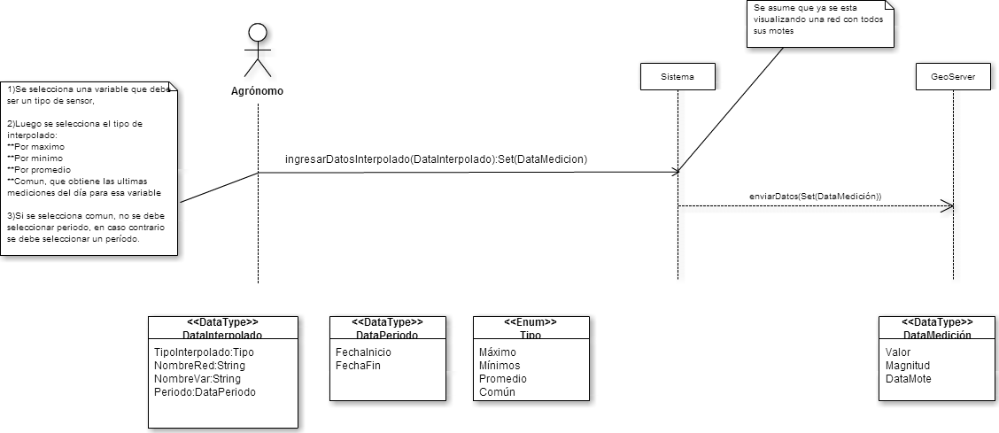 Se asume que ya se esta
visualizando una red con todos
sus motes
Agrónomo
Sistema
GeoServer
1)Se selecciona una variable que debe
ser un tipo de sensor,
2)Luego se selecciona el tipo de
interpolado:
**Por maximo
**Por minimo
**Por promedio
**Comun, que obtiene las ultimas
mediciones del día para esa variable
3)Si se selecciona comun, no se debe
seleccionar periodo, en caso contrario
se debe seleccionar un período.
ingresarDatosInterpolado(DataInterpolado):Set(DataMedicion)
enviarDatos(Set(DataMedición))
<<DataType>>
DataInterpolado
TipoInterpolado:Tipo
NombreRed:String
NombreVar:String
Periodo:DataPeriodo
<<DataType>>
DataPeriodo
FechaInicio
FechaFin
<<Enum>>
Tipo
Máximo
Mínimos
Promedio
Común
<<DataType>>
DataMedición
Valor
Magnitud
DataMote